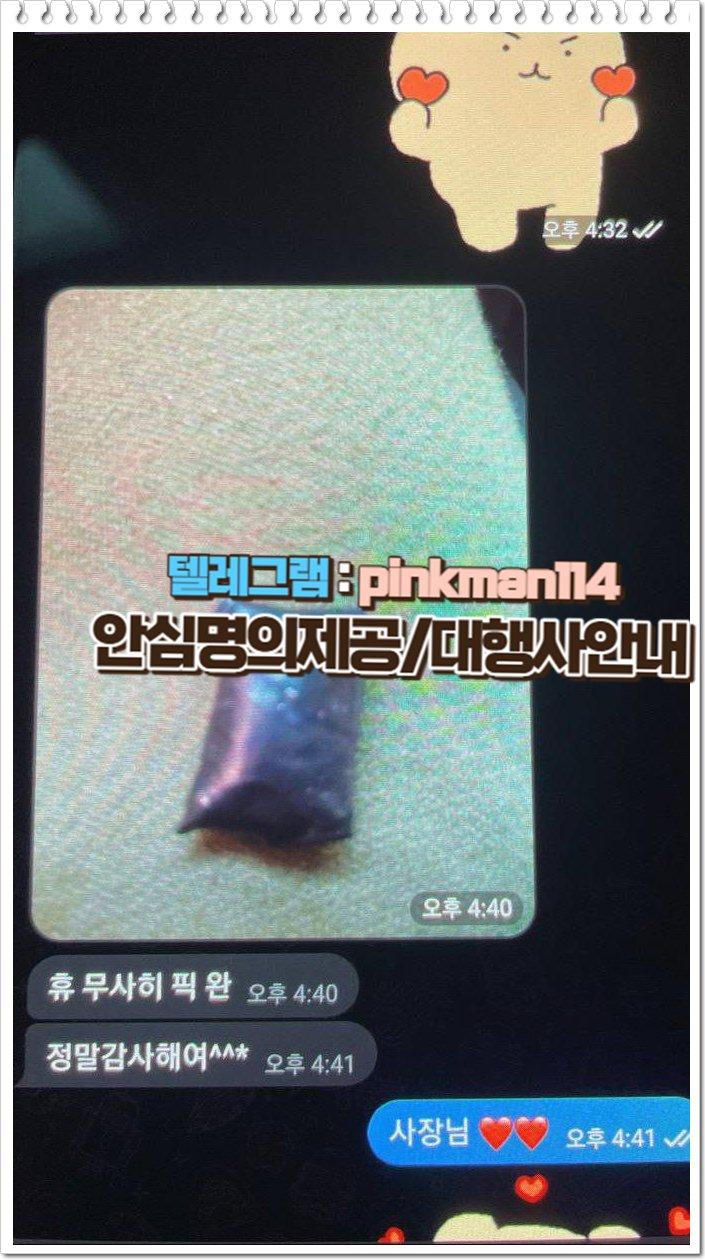 오후 4:32
텔레그램 : pinkman114
안심명의제공/대행사안내
오후 4:40
휴 무사히 픽 완 오후 4:40
정말감사해여^^* 오후 4:41
사장님 ❤️❤️ 오후 4:41